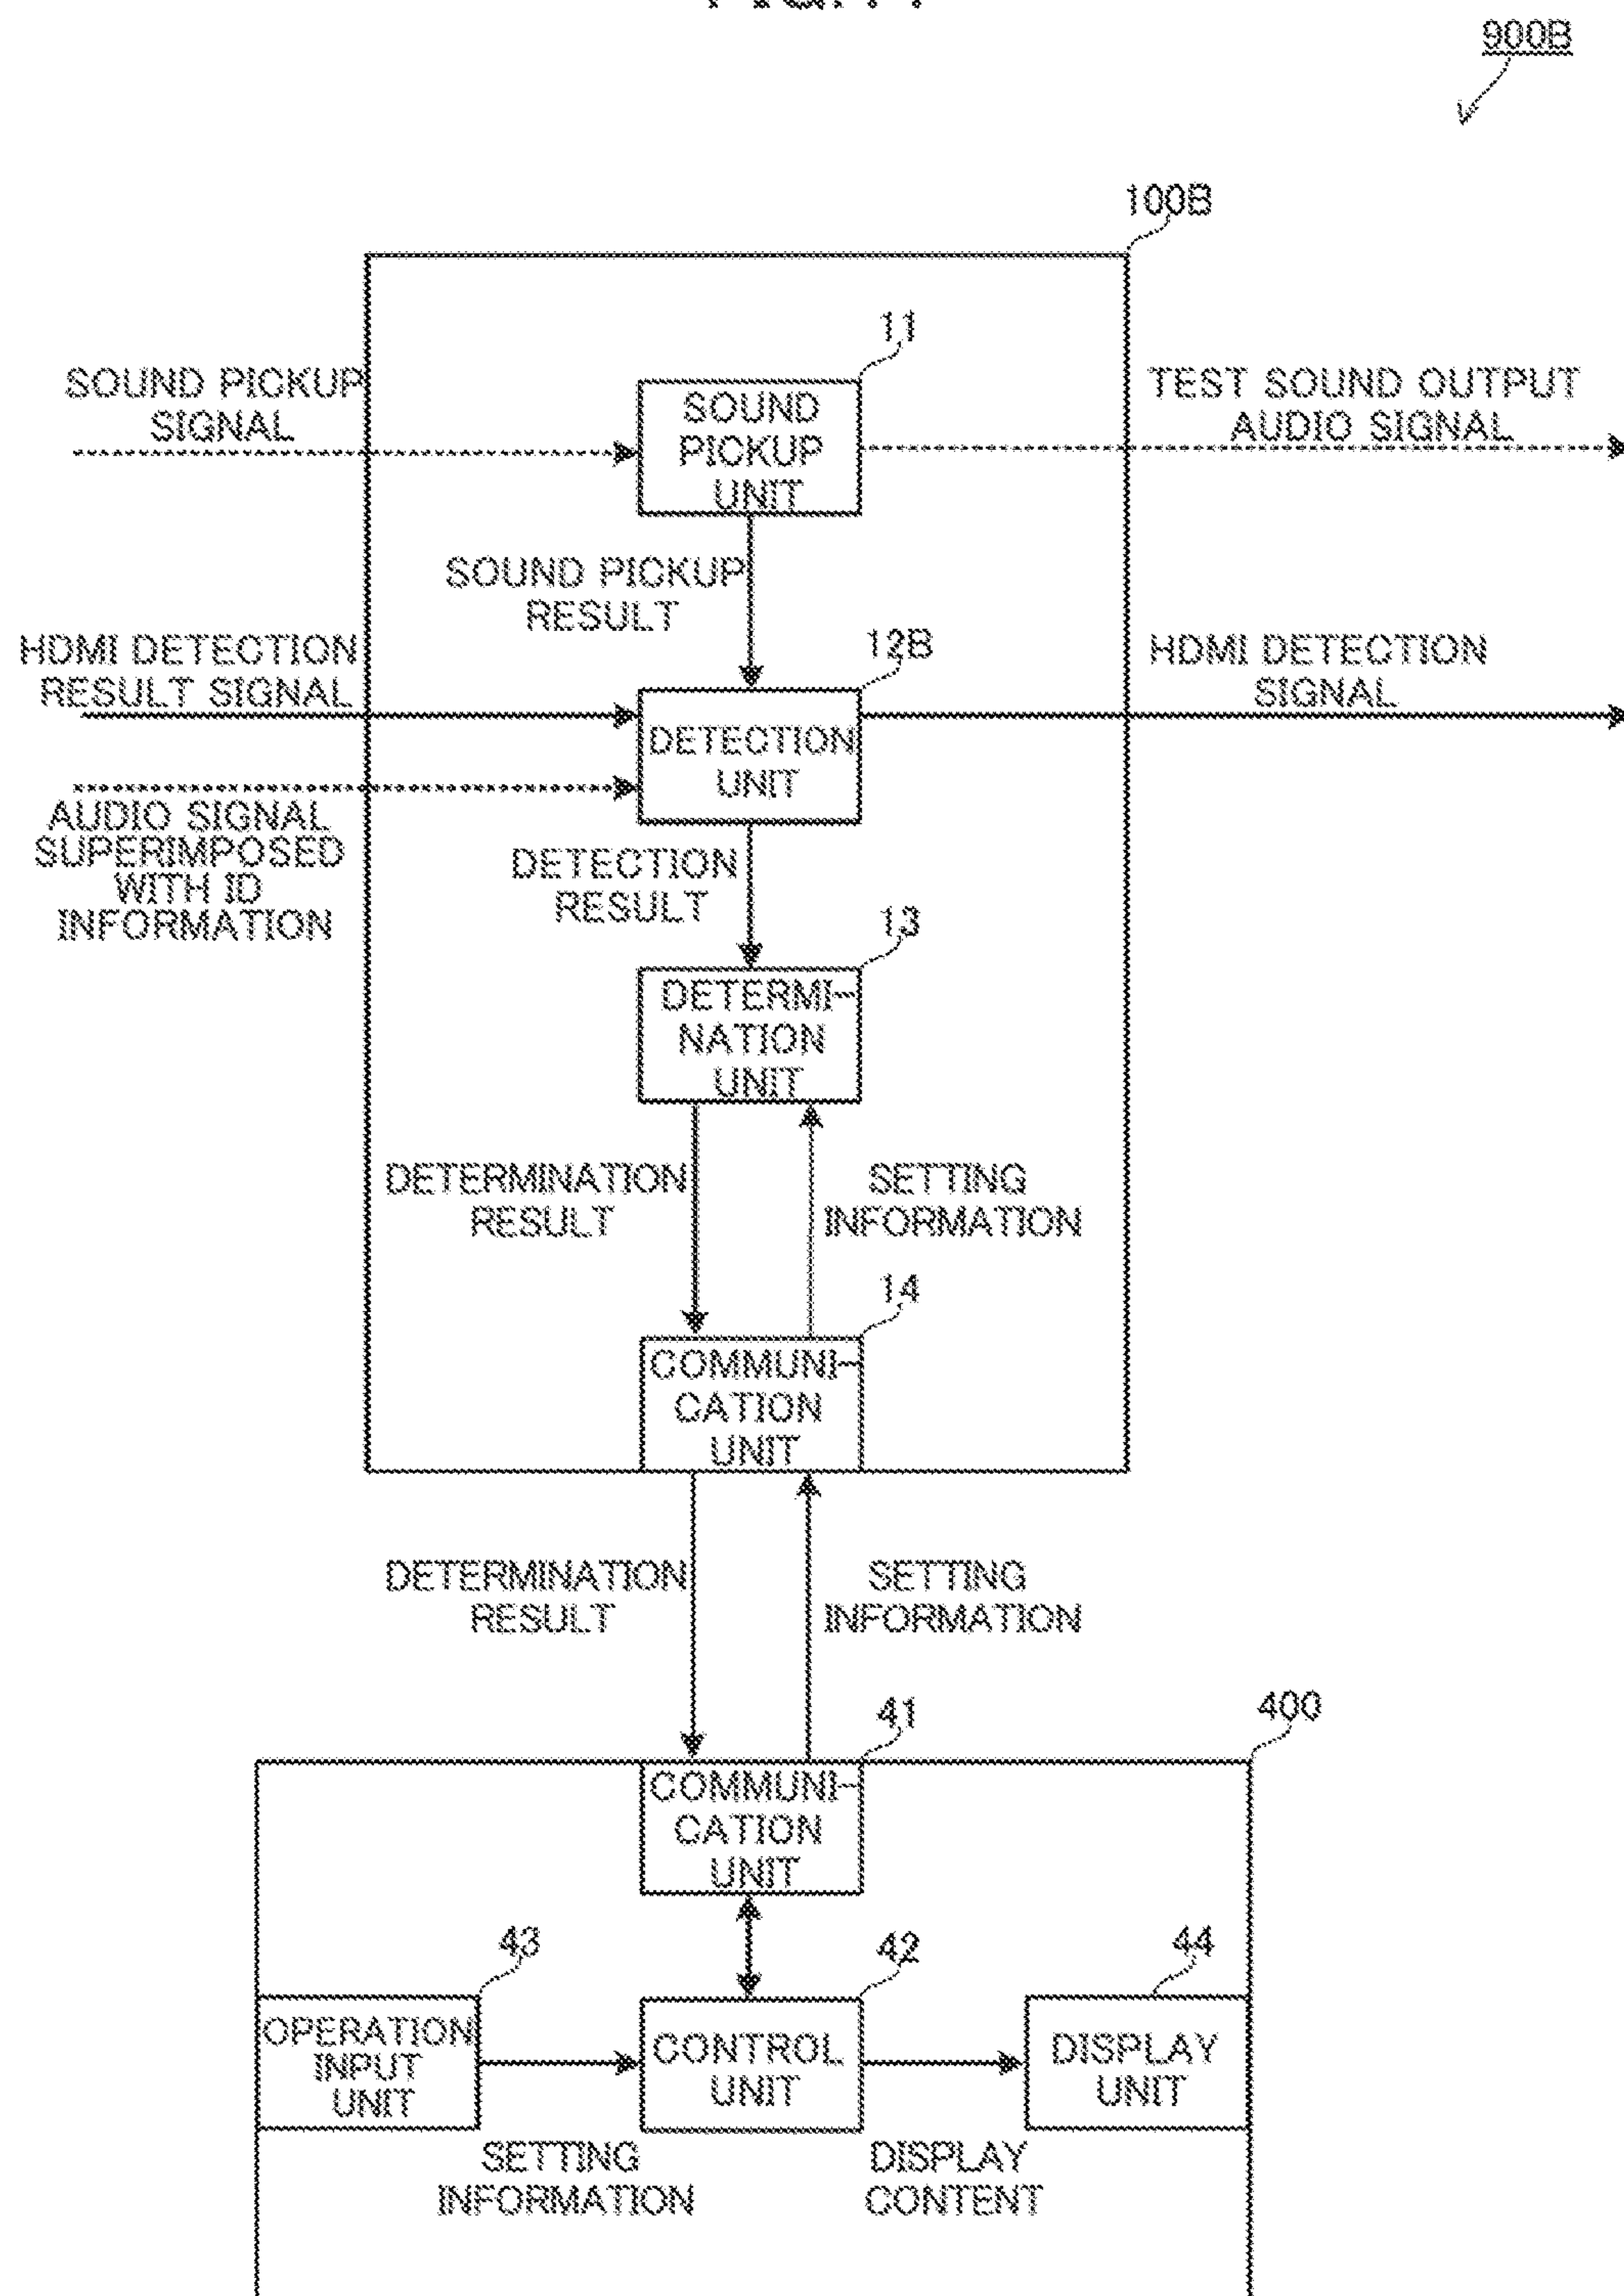 900B
100B
11
SOUND PICKUP
SIGNAL
SOUND
PICKUP
UNIT
TEST SOUND OUTPUT
AUDIO SIGNAL
SOUND PICKUP
RESULT
12B
HDMI DETECTION
RESULT SIGNAL
HDMI DETECTION
SIGNAL
DETECTION
UNIT
AUDIO SIGNAL
SUPERIMPOSED
WITH ID
INFORMATION
DETECTION
RESULT
13
DETERMI-
NATION
UNIT
DETERMINATION
RESULT
SETTING
INFORMATION
14
COMMUNI-
CATION
UNIT
DETERMINATION
RESULT
SETTING
INFORMATION
41
400
COMMUNI-
CATION
UNIT
43
42
44
OPERATION
INPUT
UNIT
CONTROL
UNIT
DISPLAY
UNIT
SETTING
INFORMATION
DISPLAY
CONTENT